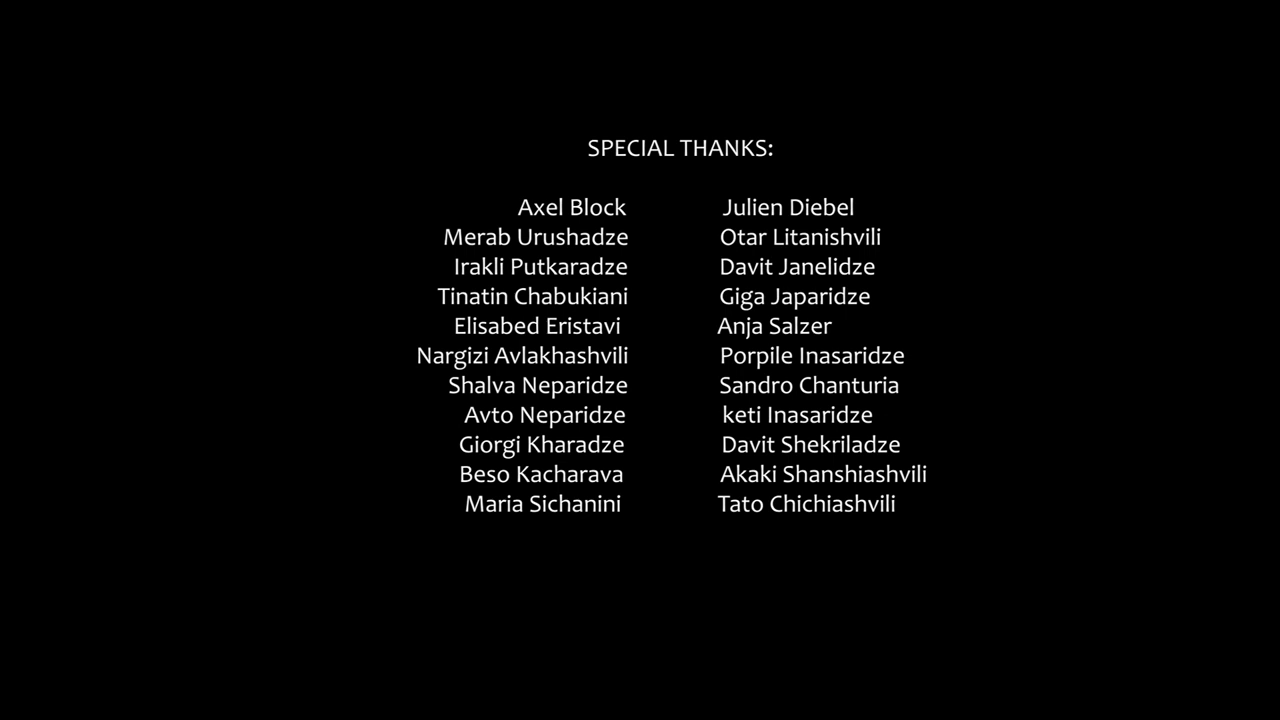 SPECIAL THANKS:
Axel Block Julien Diebel
Merab Urushadze Otar Litanishvili
Irakli Putkaradze Davit Janelidze
Tinatin Chabukiani Giga Japaridze
Elisabed Eristavi Anja Salzer
Nargizi Avlakhashvili Porpile Inasaridze
Shalva Neparidze Sandro Chanturia
Avto Neparidze keti Inasaridze
Giorgi Kharadze Davit Shekriladze
Beso Kacharava Akaki Shanshiashvili
Maria Sichanini Tato Chichiashvili